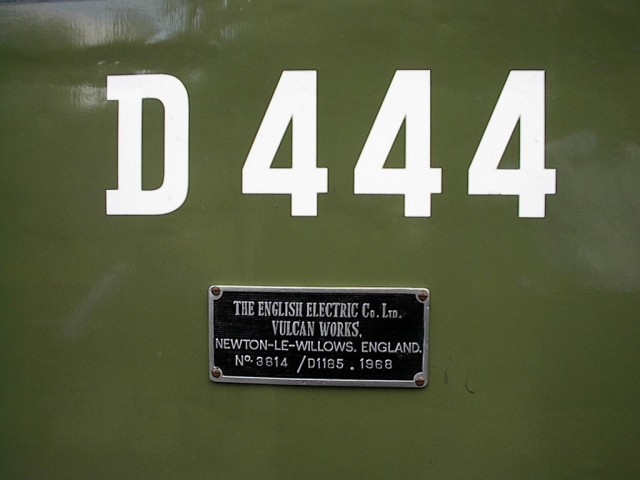 D 444
THE ENGLISH ELECTRIC Co. LTD.
VULCAN WORKS,
NEWTON-LE-WILLOWS. ENGLAND.
No. 3814 /D1185 . 1968